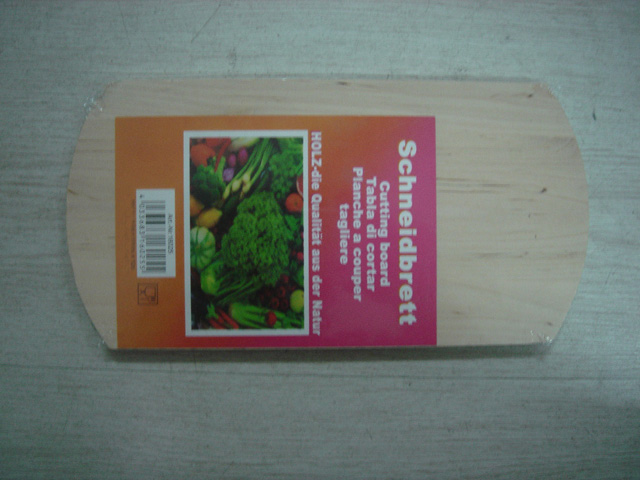 Schneidbrett
Cutting board
Tabla di cortar
Planche a couper
tagliere
HOLZ-die Qualität aus der Natur